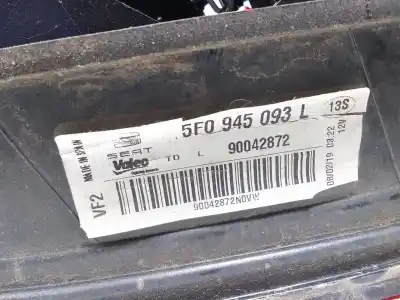 5F0 945 093 L 13S
SEAT
Valeo TO L 90042872
MADE IN SPAIN
VF2
90042872N0VW
08/02/19 03.22
12V